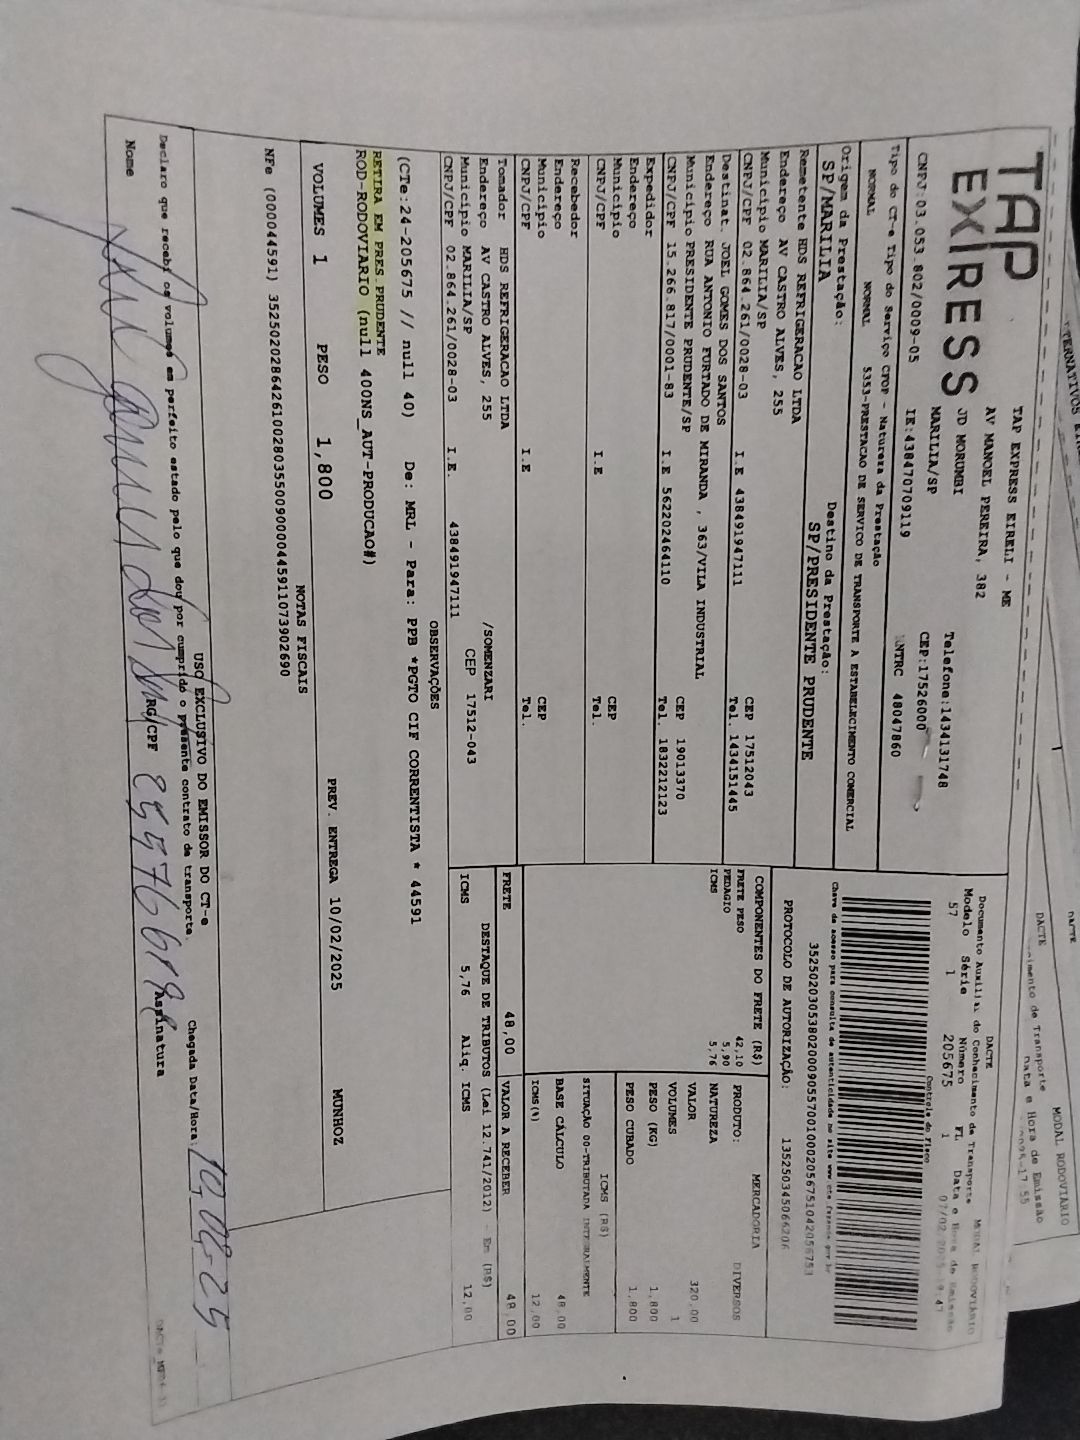 TAP
EXPRESS
TAP EXPRESS EIRELI - ME
AV MANOEL PEREIRA, 382
JD MORUMBI
MARILIA/SP
Telefone:1434131748
CEP:17526000
CNPJ:03.053.802/0009-05
IE:438470709119
NTRC 48047860
Tipo do CT-e Tipo do Serviço CFOP - Natureza da Prestação
NORMAL NORMAL 5353-PRESTACAO DE SERVICO DE TRANSPORTE A ESTABELECIMENTO COMERCIAL
Origem da Prestação: Destino da Prestação:
SP/MARILIA SP/PRESIDENTE PRUDENTE
Remetente HDS REFRIGERACAO LTDA
Endereço AV CASTRO ALVES, 255
Município MARILIA/SP CEP 17512043
CNPJ/CPF 02.864.261/0028-03 I.E 438491947111 Tel. 1434151445
Destinat. JOEL GOMES DOS SANTOS
Endereço RUA ANTONIO FURTADO DE MIRANDA , 363/VILA INDUSTRIAL
Município PRESIDENTE PRUDENTE/SP CEP 19013370
CNPJ/CPF 15.266.817/0001-83 I.E 562202464110 Tel. 1832212123
Expedidor
Endereço
Município CEP
CNPJ/CPF I.E Tel.
Recebedor
Endereço
Município CEP
CNPJ/CPF I.E Tel.
Tomador HDS REFRIGERACAO LTDA
Endereço AV CASTRO ALVES, 255 /SOMENZARI
Município MARILIA/SP CEP 17512-043
CNPJ/CPF 02.864.261/0028-03 I.E. 438491947111
DACTE
Documento Auxiliar do Conhecimento de Transporte MODAL RODOVIÁRIO
Modelo Série Número FL Data e Hora de Emissão
57 1 205675 1
Controle do Fisco
Chave de acesso para consulta de autenticidade no site www.cte.fazenda.gov.br
PROTOCOLO DE AUTORIZAÇÃO:
COMPONENTES DO FRETE (R$)
FRETE PESO 42,10
PEDAGIO 5,90
ICMS 5,76
PRODUTO: MERCADORIA
NATUREZA DIVERSOS
VALOR 320,00
VOLUMES 1
PESO (KG) 1,800
PESO CUBADO 1,800
ICMS (R$)
SITUAÇÃO 00-TRIBUTADA INTEGRALMENTE
BASE CÁLCULO 48,00
ICMS(%) 12,00
FRETE 48,00 VALOR A RECEBER 48,00
DESTAQUE DE TRIBUTOS (Lei 12.741/2012) - Em (R$)
ICMS 5,76 Aliq. ICMS 12,00
OBSERVAÇÕES
(CTe:24-205675 // null 40) De: MRL - Para: PPB *PGTO CIF CORRENTISTA * 44591
RETIRA EM PRES PRUDENTE
ROD-RODOVIARIO (null 400NS_AUT-PRODUCAO#)
VOLUMES 1 PESO 1,800 PREV. ENTREGA 10/02/2025 MUNHOZ
NOTAS FISCAIS
NFe (000044591) 35250202864261002803550090000445911073902690
USO EXCLUSIVO DO EMISSOR DO CT-e
Declaro que recebi os volumes em perfeito estado pelo que dou por cumprido o presente contrato de transporte. Chegada Data/Hora 10-02-25
Nome RG/CPF Assinatura
DACTE MODAL RODOVIÁRIO